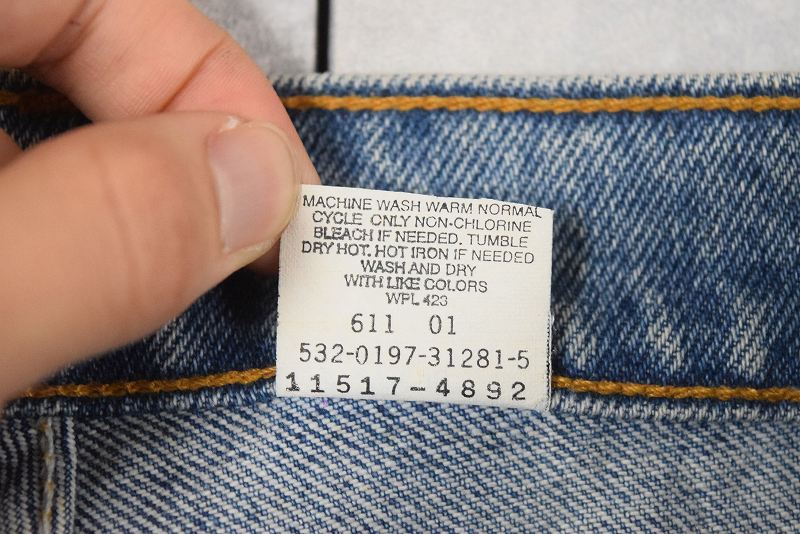 MACHINE WASH WARM NORMAL
CYCLE ONLY NON-CHLORINE
BLEACH IF NEEDED. TUMBLE
DRY HOT. HOT IRON IF NEEDED
WASH AND DRY
WITH LIKE COLORS
WPL 423
611 01
532-0197-31281-5
11517-4892